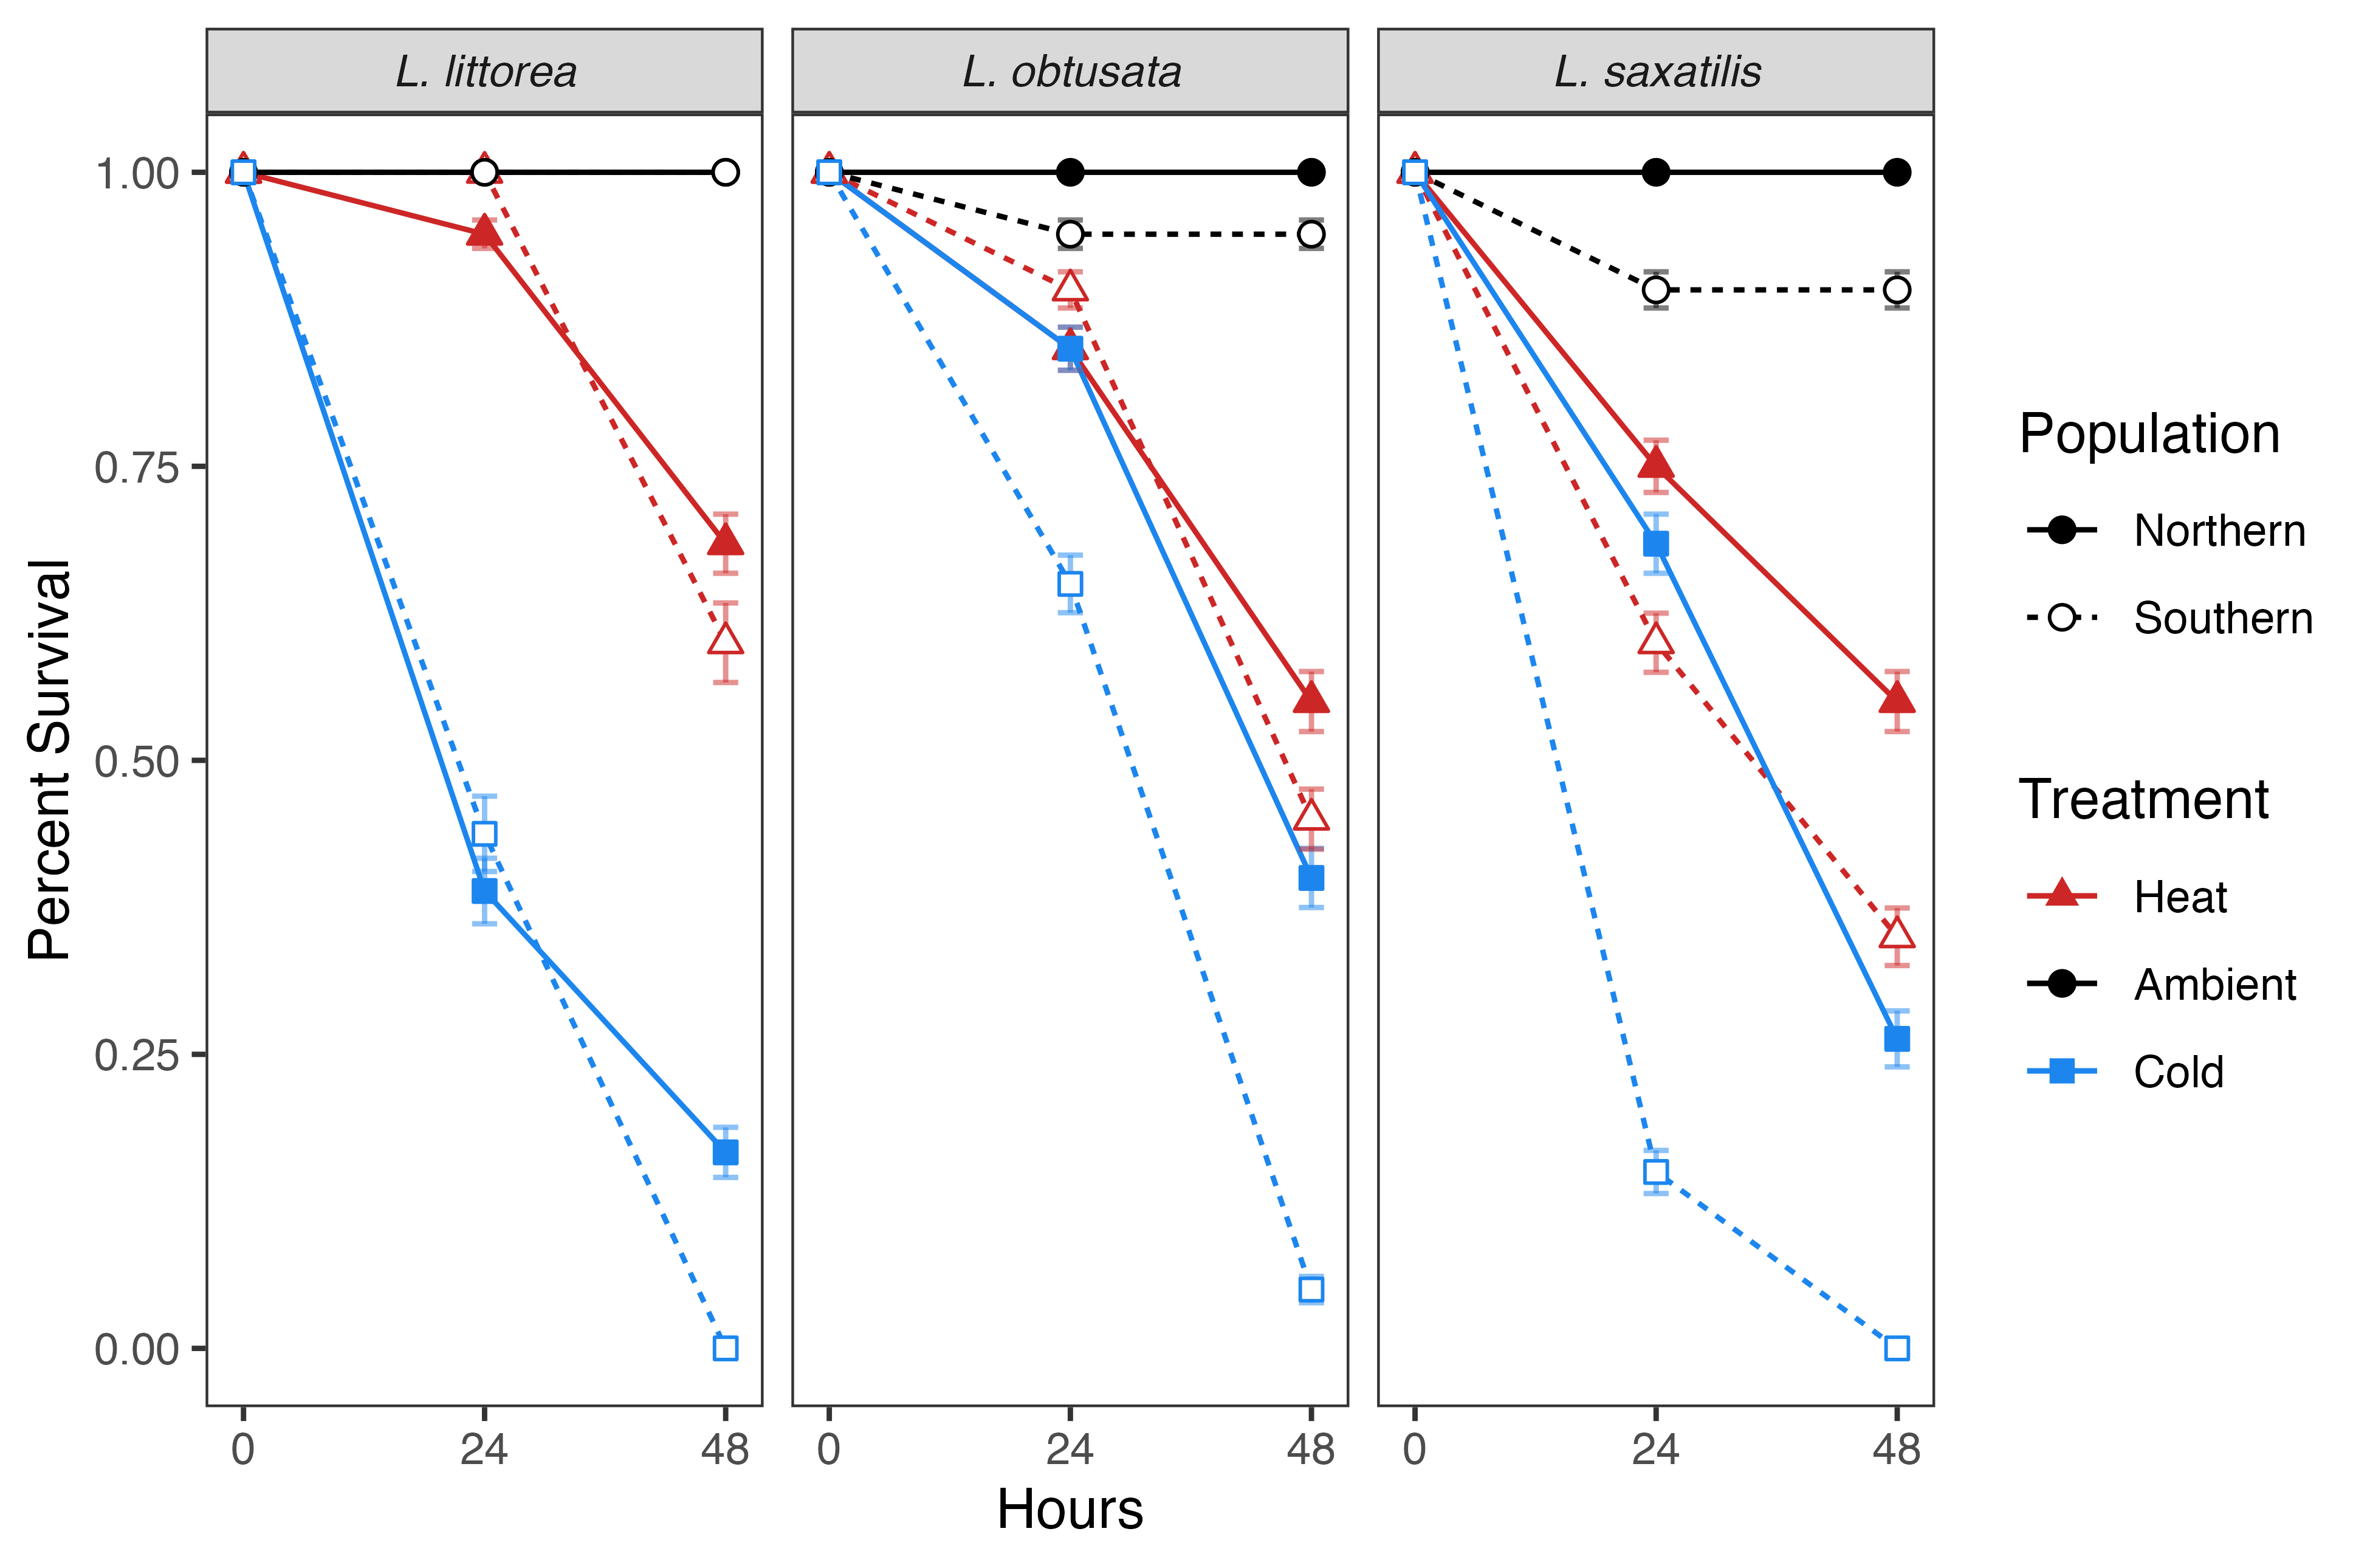 L. littorea
L. obtusata
L. saxatilis
Percent Survival
1.00
0.75
0.50
0.25
0.00
0 24 48
0 24 48
0 24 48
Hours
Population
Northern
Southern
Treatment
Heat
Ambient
Cold